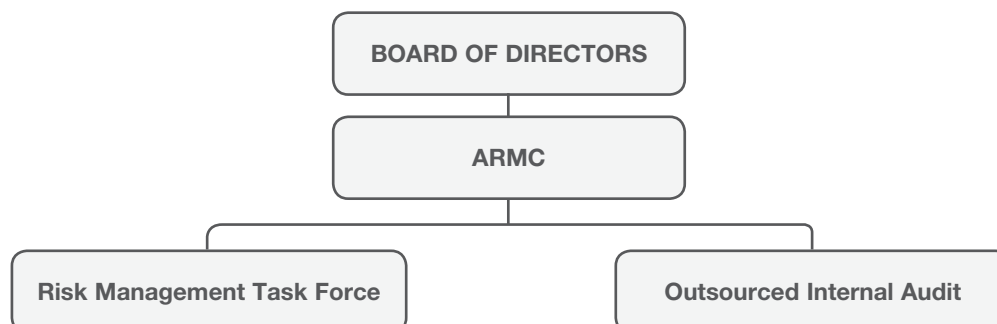 BOARD OF DIRECTORS
ARMC
Risk Management Task Force
Outsourced Internal Audit